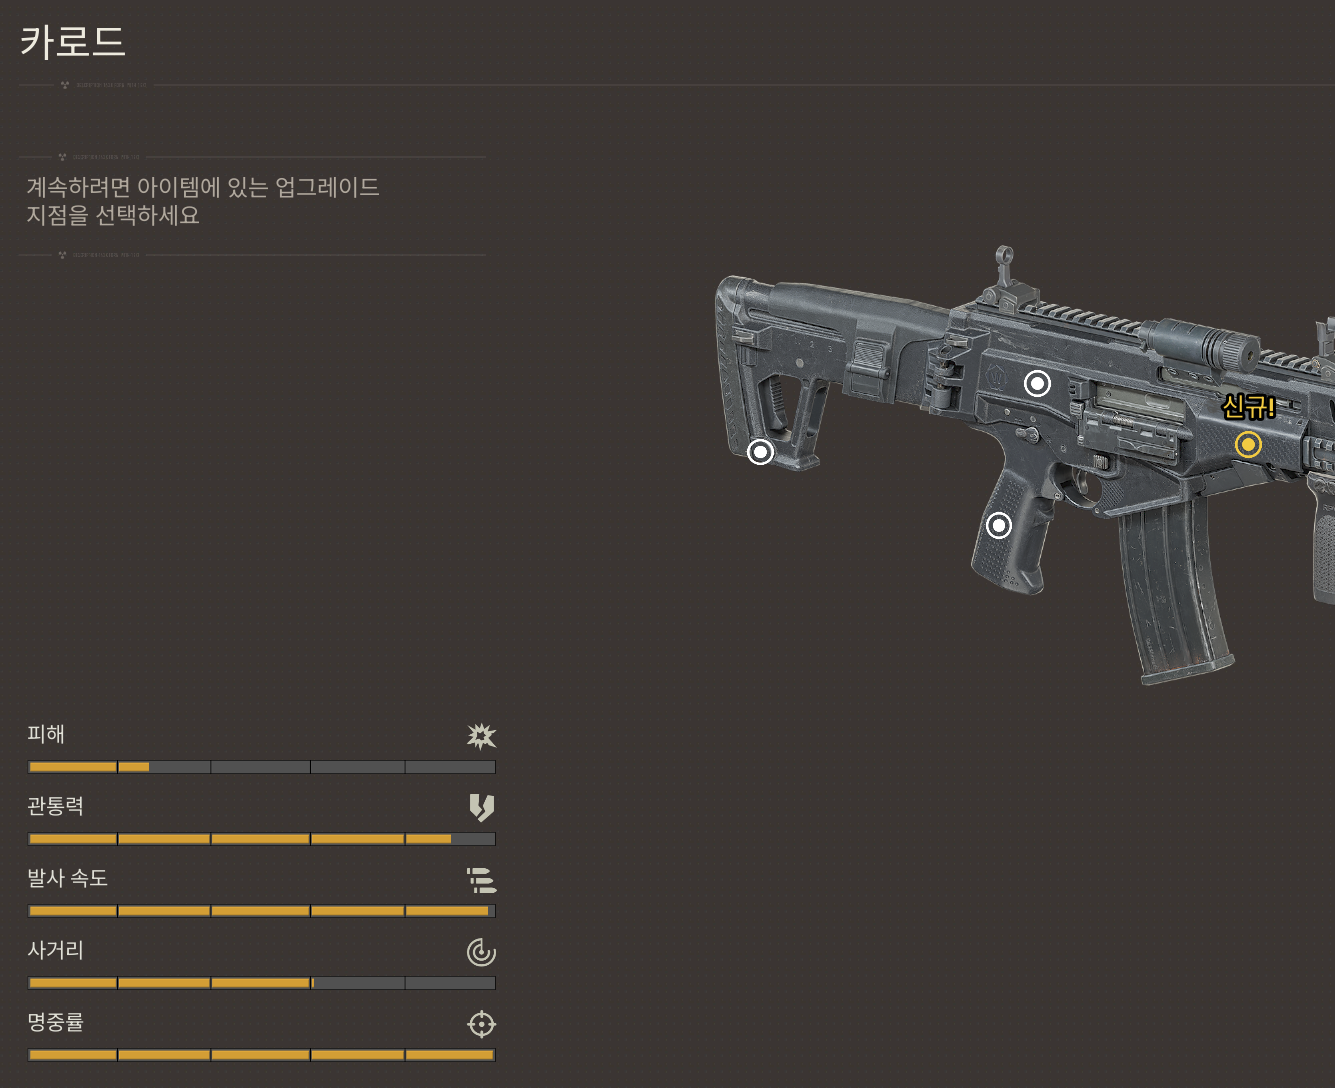 카로드
계속하려면 아이템에 있는 업그레이드
지점을 선택하세요
신규!
피해
관통력
발사 속도
사거리
명중률